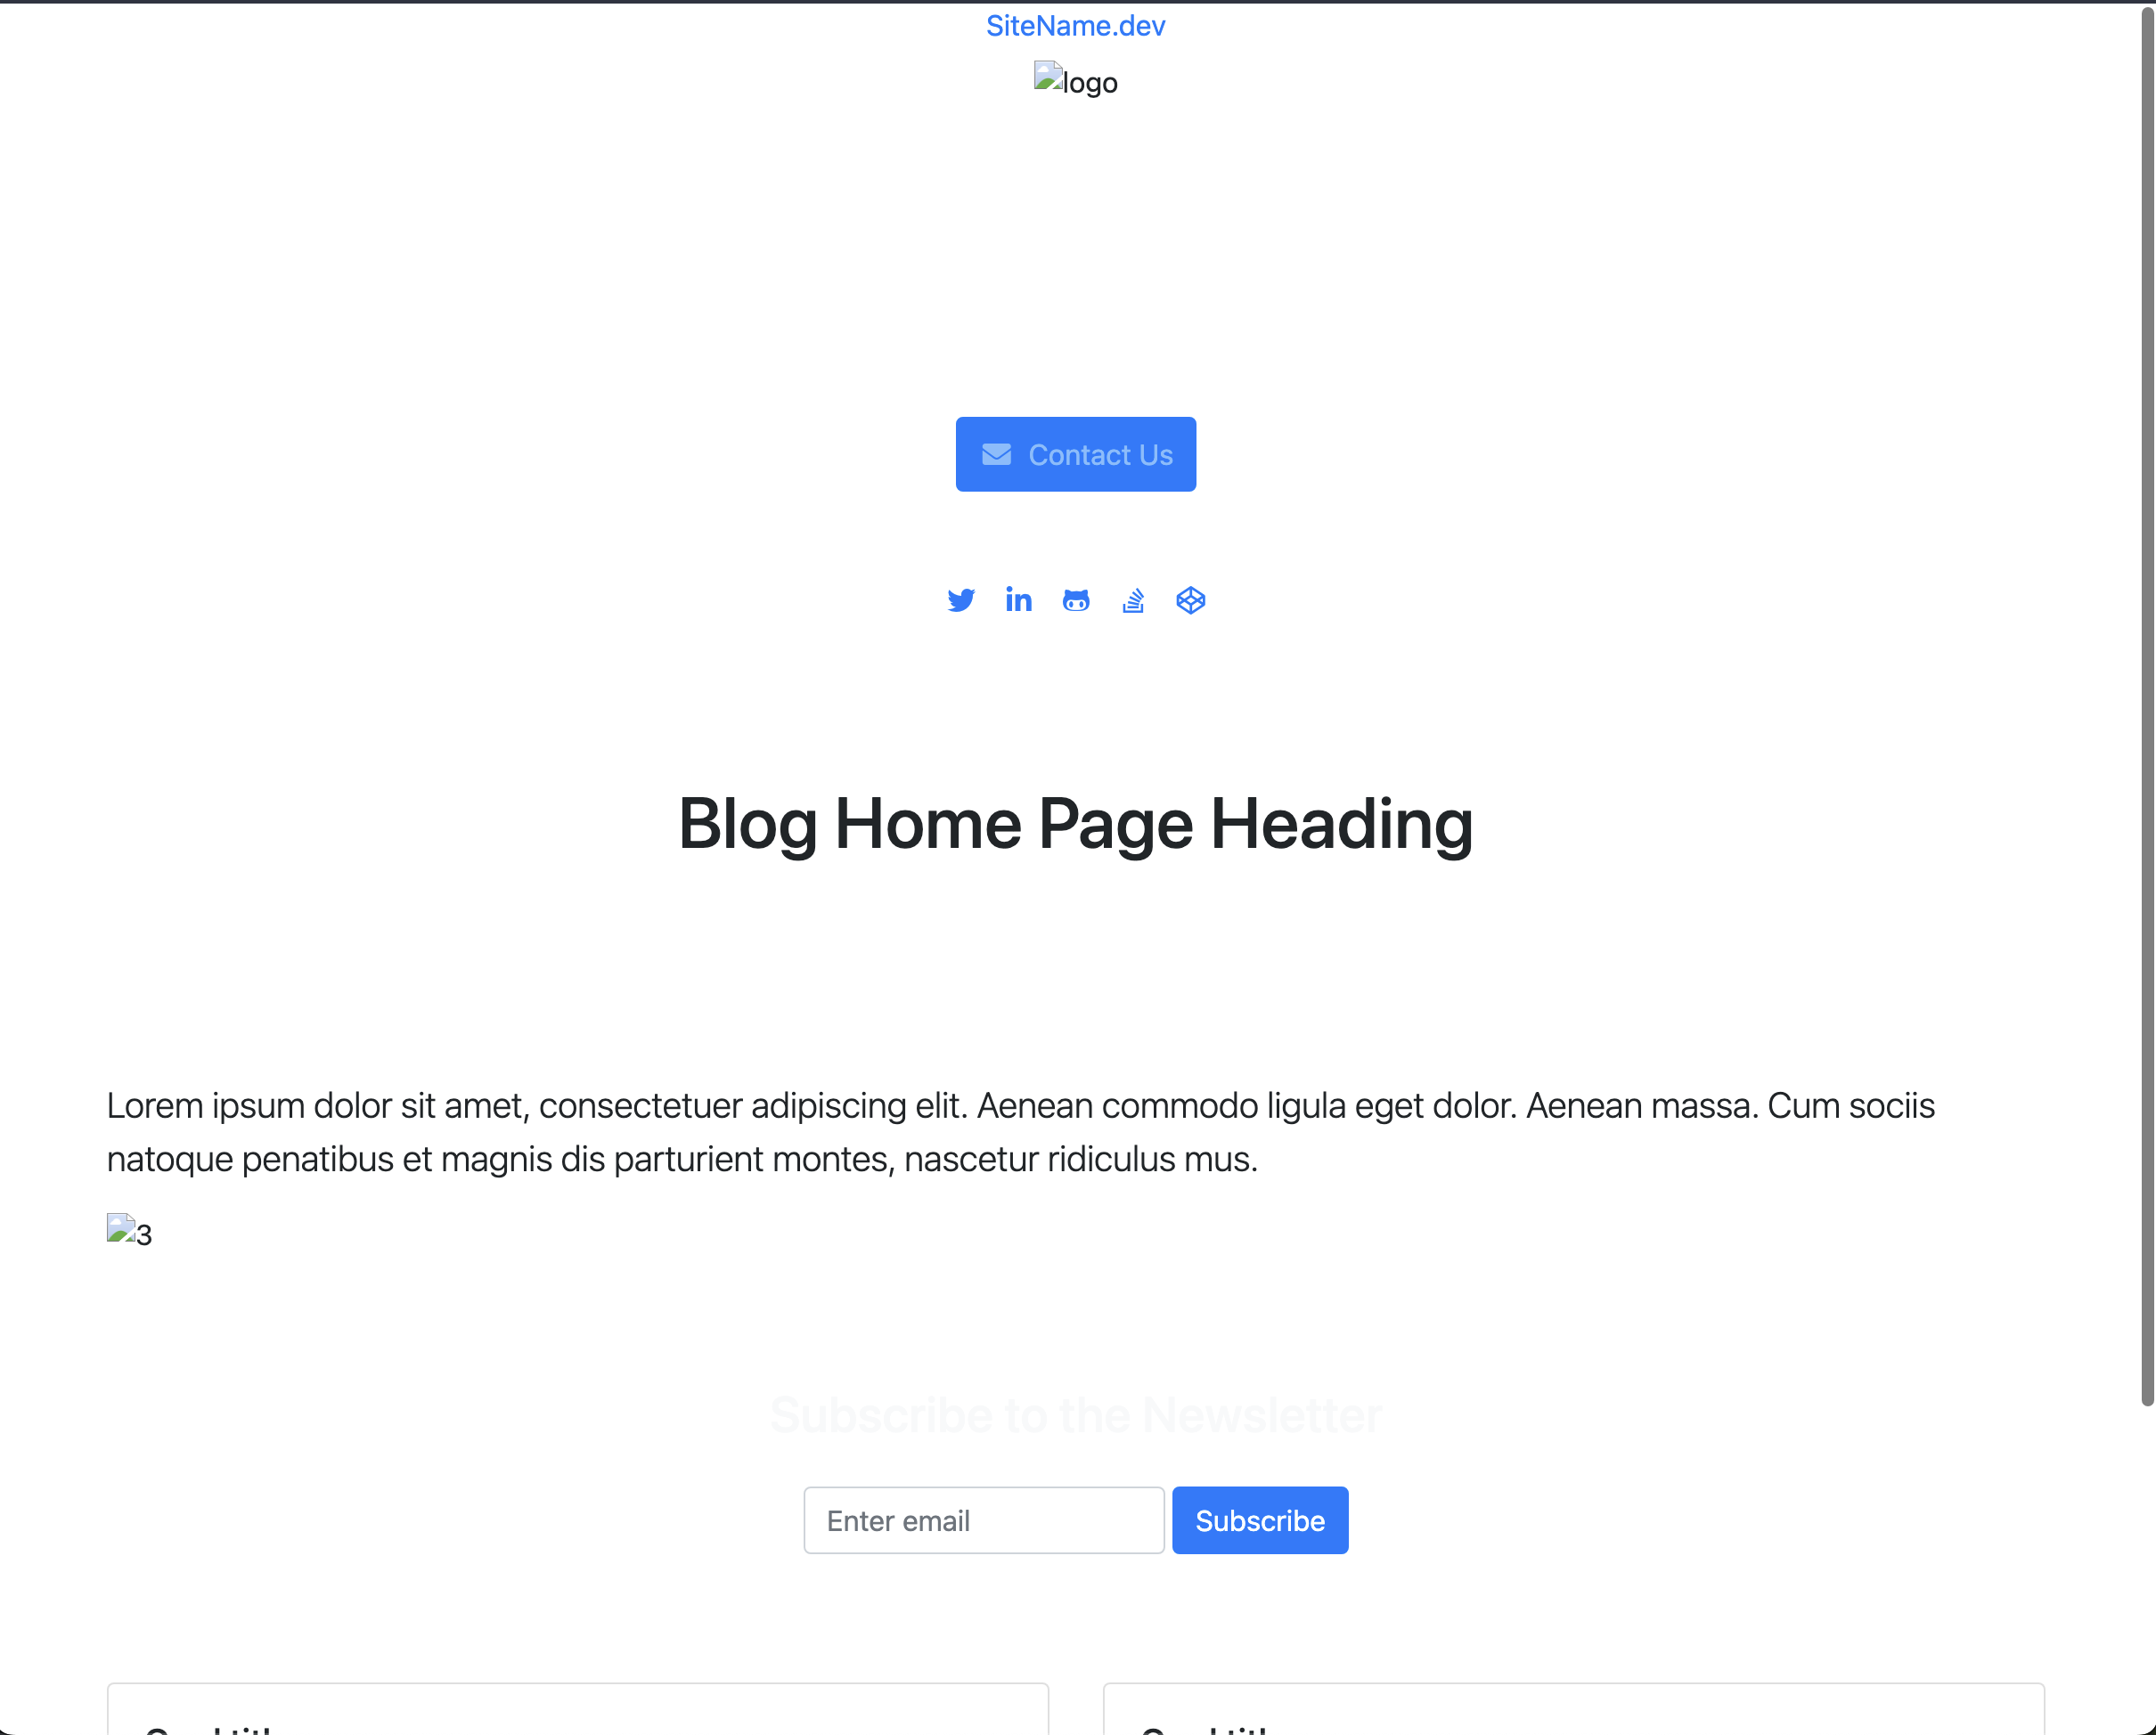 SiteName.dev
logo
Contact Us
Blog Home Page Heading
Lorem ipsum dolor sit amet, consectetuer adipiscing elit. Aenean commodo ligula eget dolor. Aenean massa. Cum sociis
natoque penatibus et magnis dis parturient montes, nascetur ridiculus mus.
3
Subscribe to the Newsletter
Enter email Subscribe